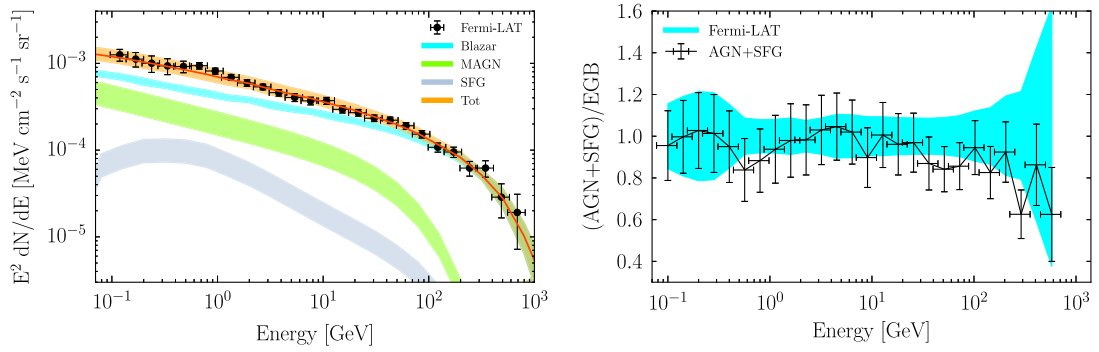 E² dN/dE [MeV cm⁻² s⁻¹ sr⁻¹]
10⁻³
10⁻⁴
10⁻⁵
Fermi-LAT
Blazar
MAGN
SFG
Tot
10⁻¹ 10⁰ 10¹ 10² 10³
Energy [GeV]
(AGN+SFG)/EGB
1.6
1.4
1.2
1.0
0.8
0.6
0.4
Fermi-LAT
AGN+SFG
10⁻¹ 10⁰ 10¹ 10² 10³
Energy [GeV]